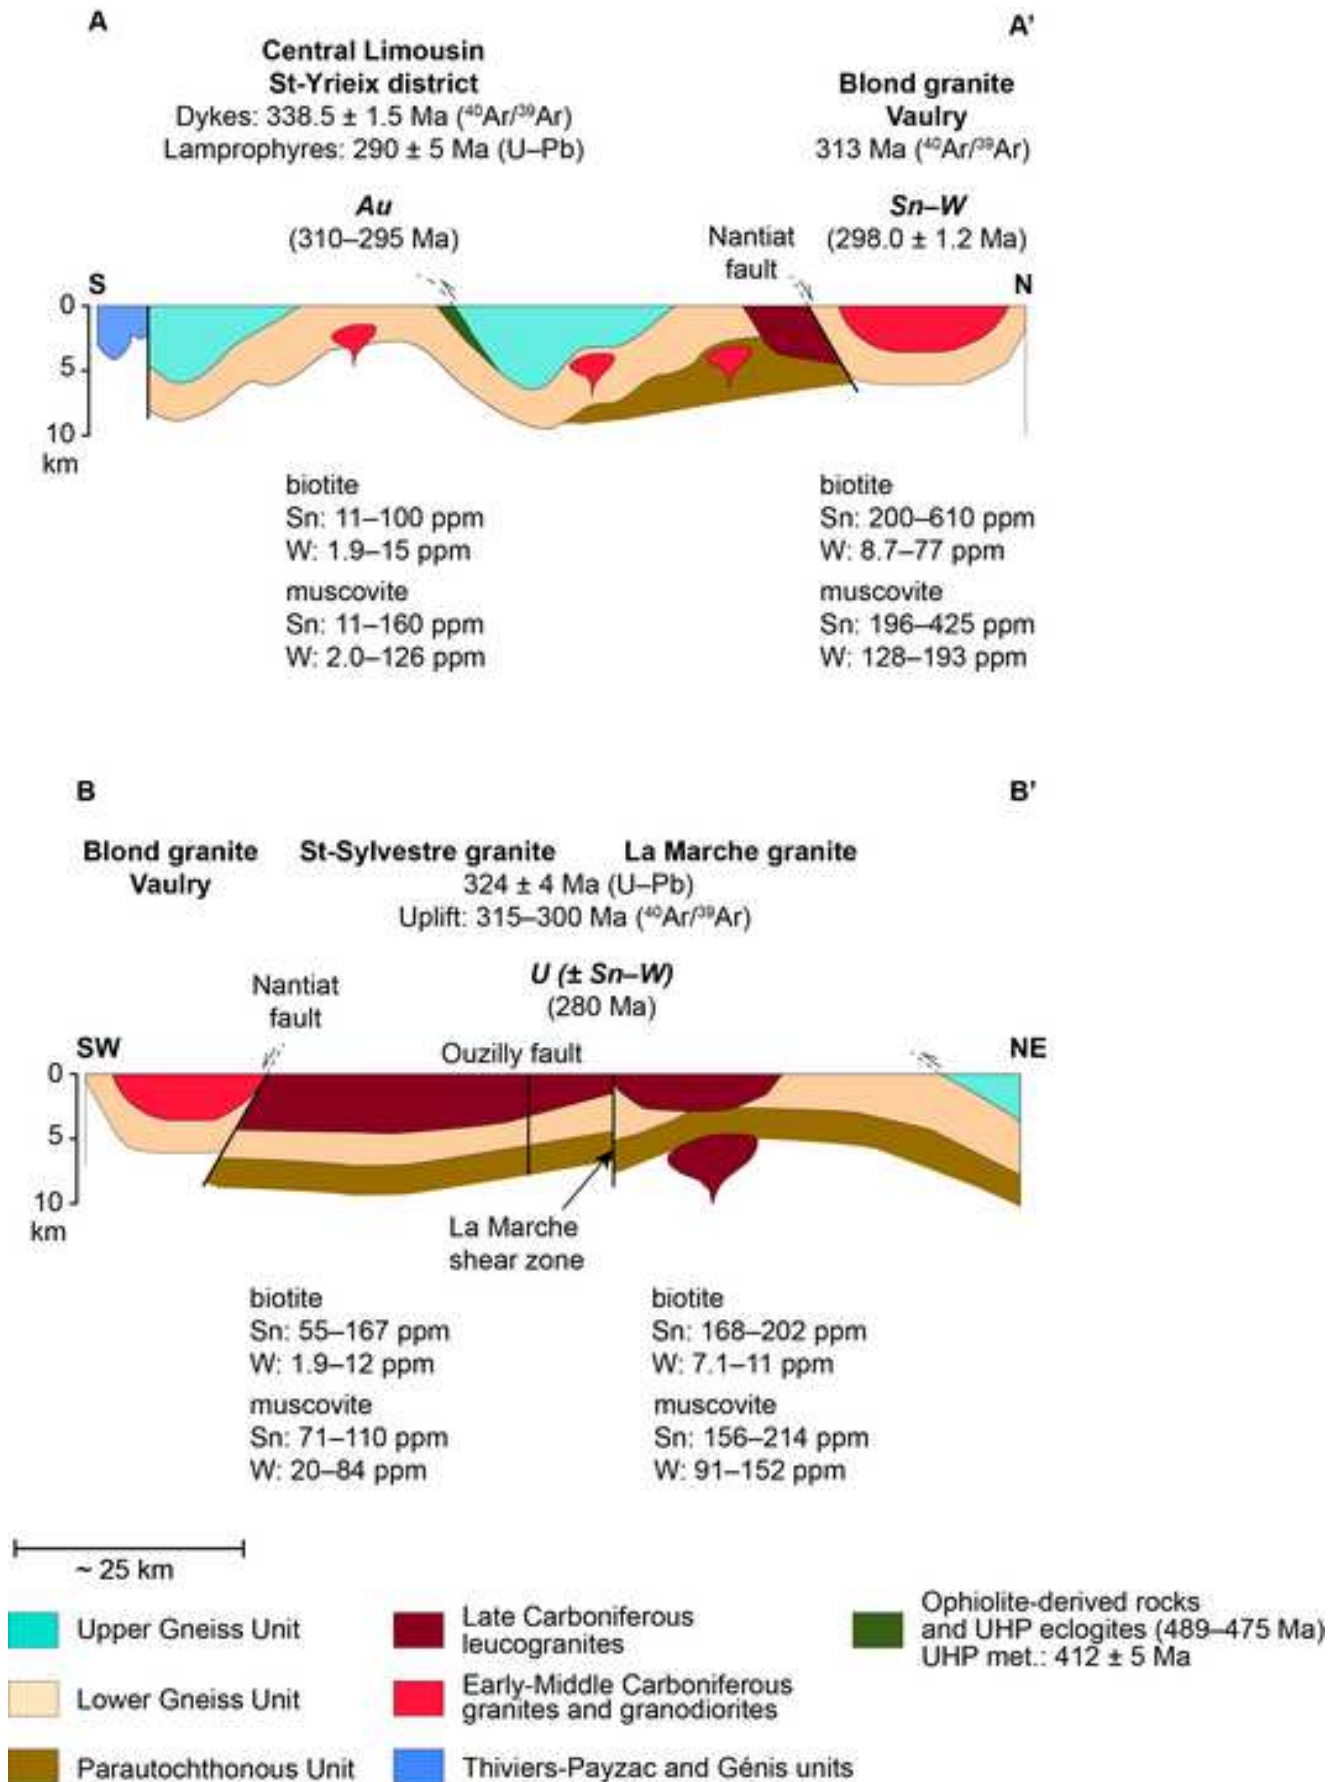 A
A'
Central Limousin
St-Yrieix district
Dykes: 338.5 ± 1.5 Ma (⁴⁰Ar/³⁹Ar)
Lamprophyres: 290 ± 5 Ma (U–Pb)
Blond granite
Vaulry
313 Ma (⁴⁰Ar/³⁹Ar)
Au
(310–295 Ma)
Nantiat
fault
Sn–W
(298.0 ± 1.2 Ma)
S
N
0
5
10
km
biotite
Sn: 11–100 ppm
W: 1.9–15 ppm
muscovite
Sn: 11–160 ppm
W: 2.0–126 ppm
biotite
Sn: 200–610 ppm
W: 8.7–77 ppm
muscovite
Sn: 196–425 ppm
W: 128–193 ppm
B
B'
Blond granite
Vaulry
St-Sylvestre granite
La Marche granite
324 ± 4 Ma (U–Pb)
Uplift: 315–300 Ma (⁴⁰Ar/³⁹Ar)
U (± Sn–W)
(280 Ma)
Nantiat
fault
Ouzilly fault
SW
NE
0
5
10
km
La Marche
shear zone
biotite
Sn: 55–167 ppm
W: 1.9–12 ppm
muscovite
Sn: 71–110 ppm
W: 20–84 ppm
biotite
Sn: 168–202 ppm
W: 7.1–11 ppm
muscovite
Sn: 156–214 ppm
W: 91–152 ppm
~ 25 km
Upper Gneiss Unit
Lower Gneiss Unit
Parautochthonous Unit
Late Carboniferous
leucogranites
Early-Middle Carboniferous
granites and granodiorites
Thiviers-Payzac and Génis units
Ophiolite-derived rocks
and UHP eclogites (489–475 Ma)
UHP met.: 412 ± 5 Ma